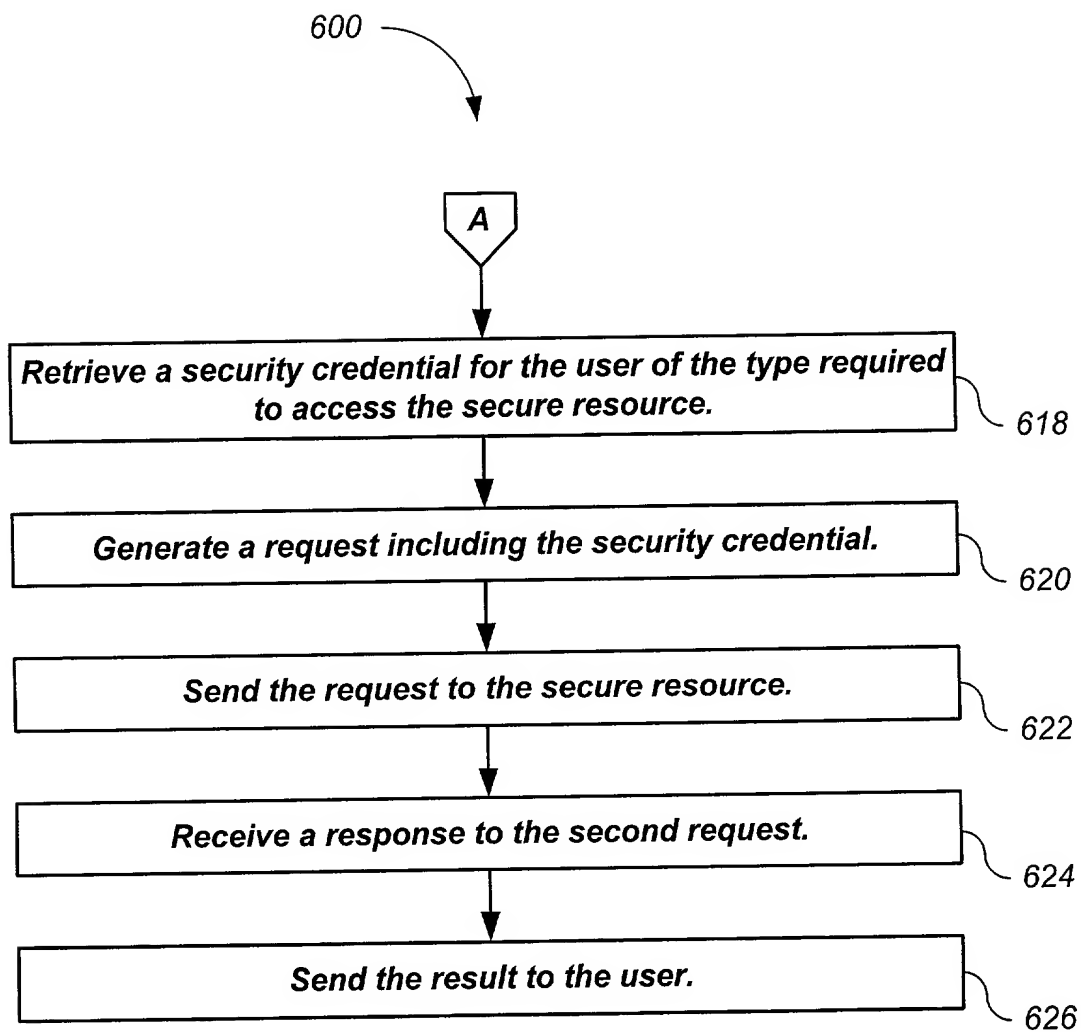 600
A
Retrieve a security credential for the user of the type required
to access the secure resource.
618
Generate a request including the security credential.
620
Send the request to the secure resource.
622
Receive a response to the second request.
624
Send the result to the user.
626